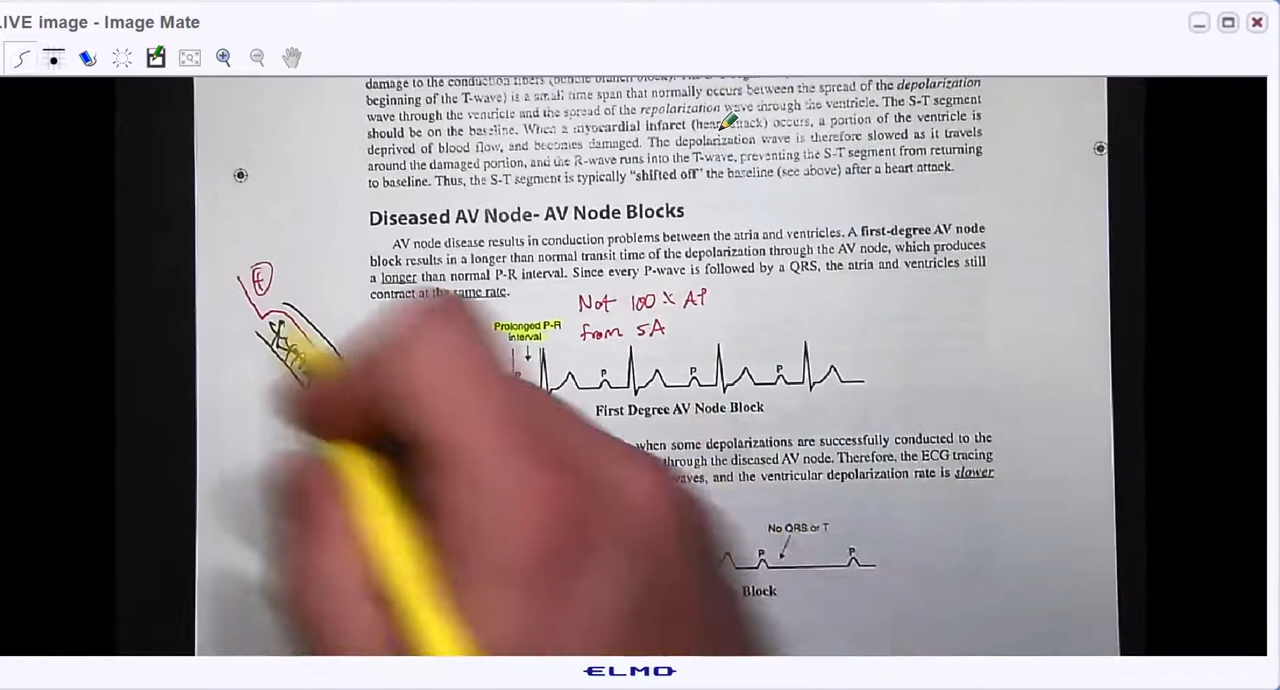 LIVE image - Image Mate
damage to the conduction fibers (bundle branch block). The S-T
beginning of the T-wave) is a small time span that normally occurs between the spread of the depolarization
wave through the ventricle and the spread of the repolarization wave through the ventricle. The S-T segment
should be on the baseline. When a myocardial infarct (heart attack) occurs, a portion of the ventricle is
deprived of blood flow, and becomes damaged. The depolarization wave is therefore slowed as it travels
around the damaged portion, and the R-wave runs into the T-wave, preventing the S-T segment from returning
to baseline. Thus, the S-T segment is typically "shifted off" the baseline (see above) after a heart attack.
Diseased AV Node- AV Node Blocks
AV node disease results in conduction problems between the atria and ventricles. A first-degree AV node
block results in a longer than normal transit time of the depolarization through the AV node, which produces
a longer than normal P-R interval. Since every P-wave is followed by a QRS, the atria and ventricles still
contract at the same rate.
Not 100% AP
from SA
Prolonged P-R
interval
P P P P
First Degree AV Node Block
when some depolarizations are successfully conducted to the
through the diseased AV node. Therefore, the ECG tracing
waves, and the ventricular depolarization rate is slower
No QRS or T
P P
Block
ELMO